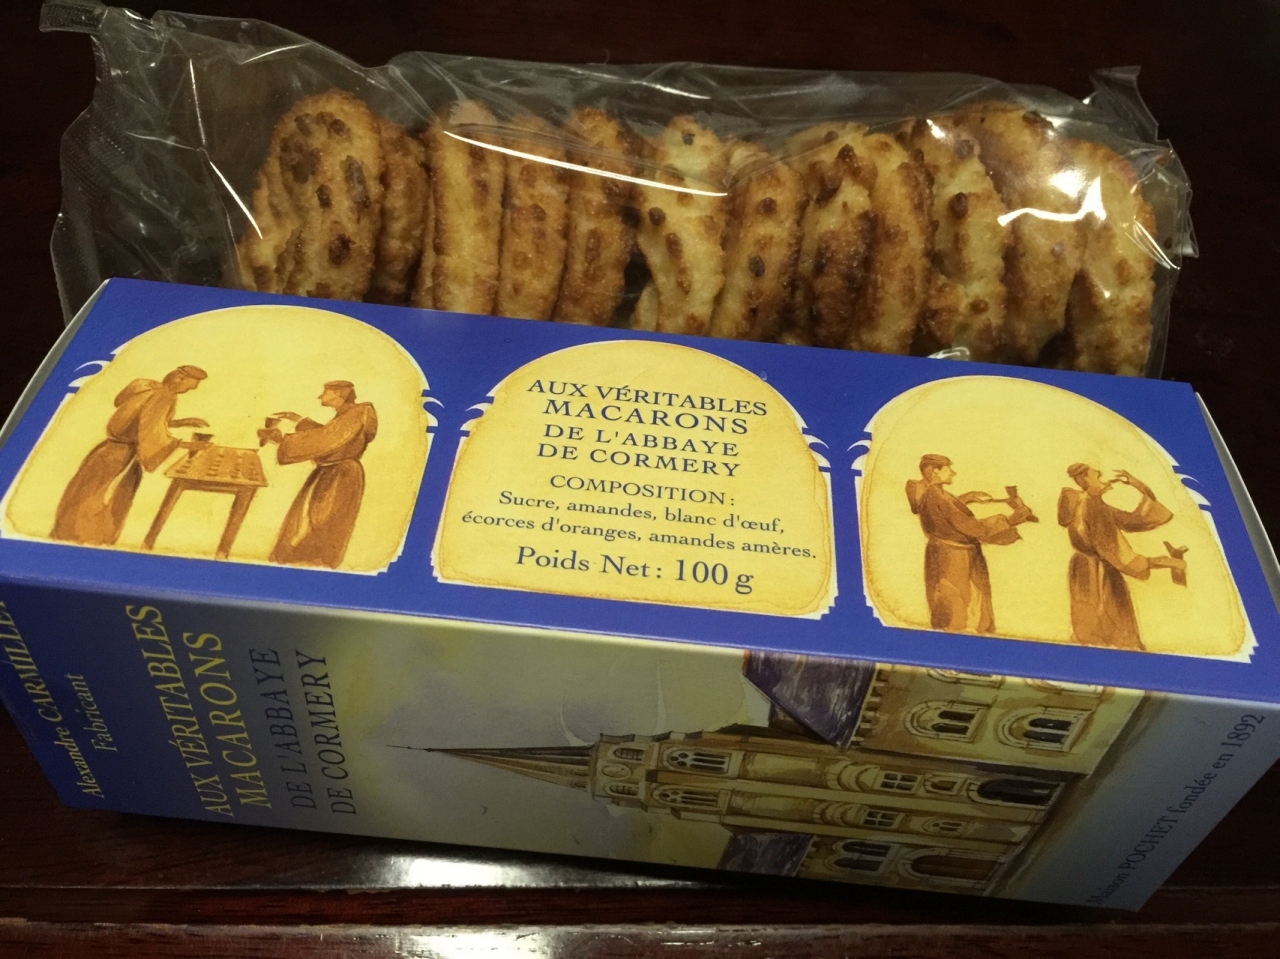 AUX VÉRITABLES
MACARONS
DE L'ABBAYE
DE CORMERY
COMPOSITION :
Sucre, amandes, blanc d'œuf,
écorces d'oranges, amandes amères.
Poids Net : 100 g
Alexandre CARMILLET
Fabricant
AUX VÉRITABLES
MACARONS
DE L'ABBAYE
DE CORMERY
Maison POCHET fondée en 1892